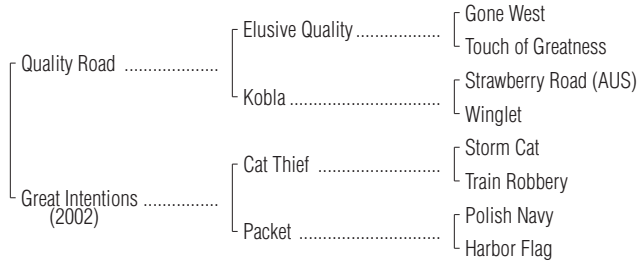 Gone West
Elusive Quality ..................
Touch of Greatness
Quality Road ....................
Strawberry Road (AUS)
Kobla ................................
Winglet
Storm Cat
Cat Thief ..........................
Train Robbery
Great Intentions ................
(2002)
Polish Navy
Packet ..............................
Harbor Flag